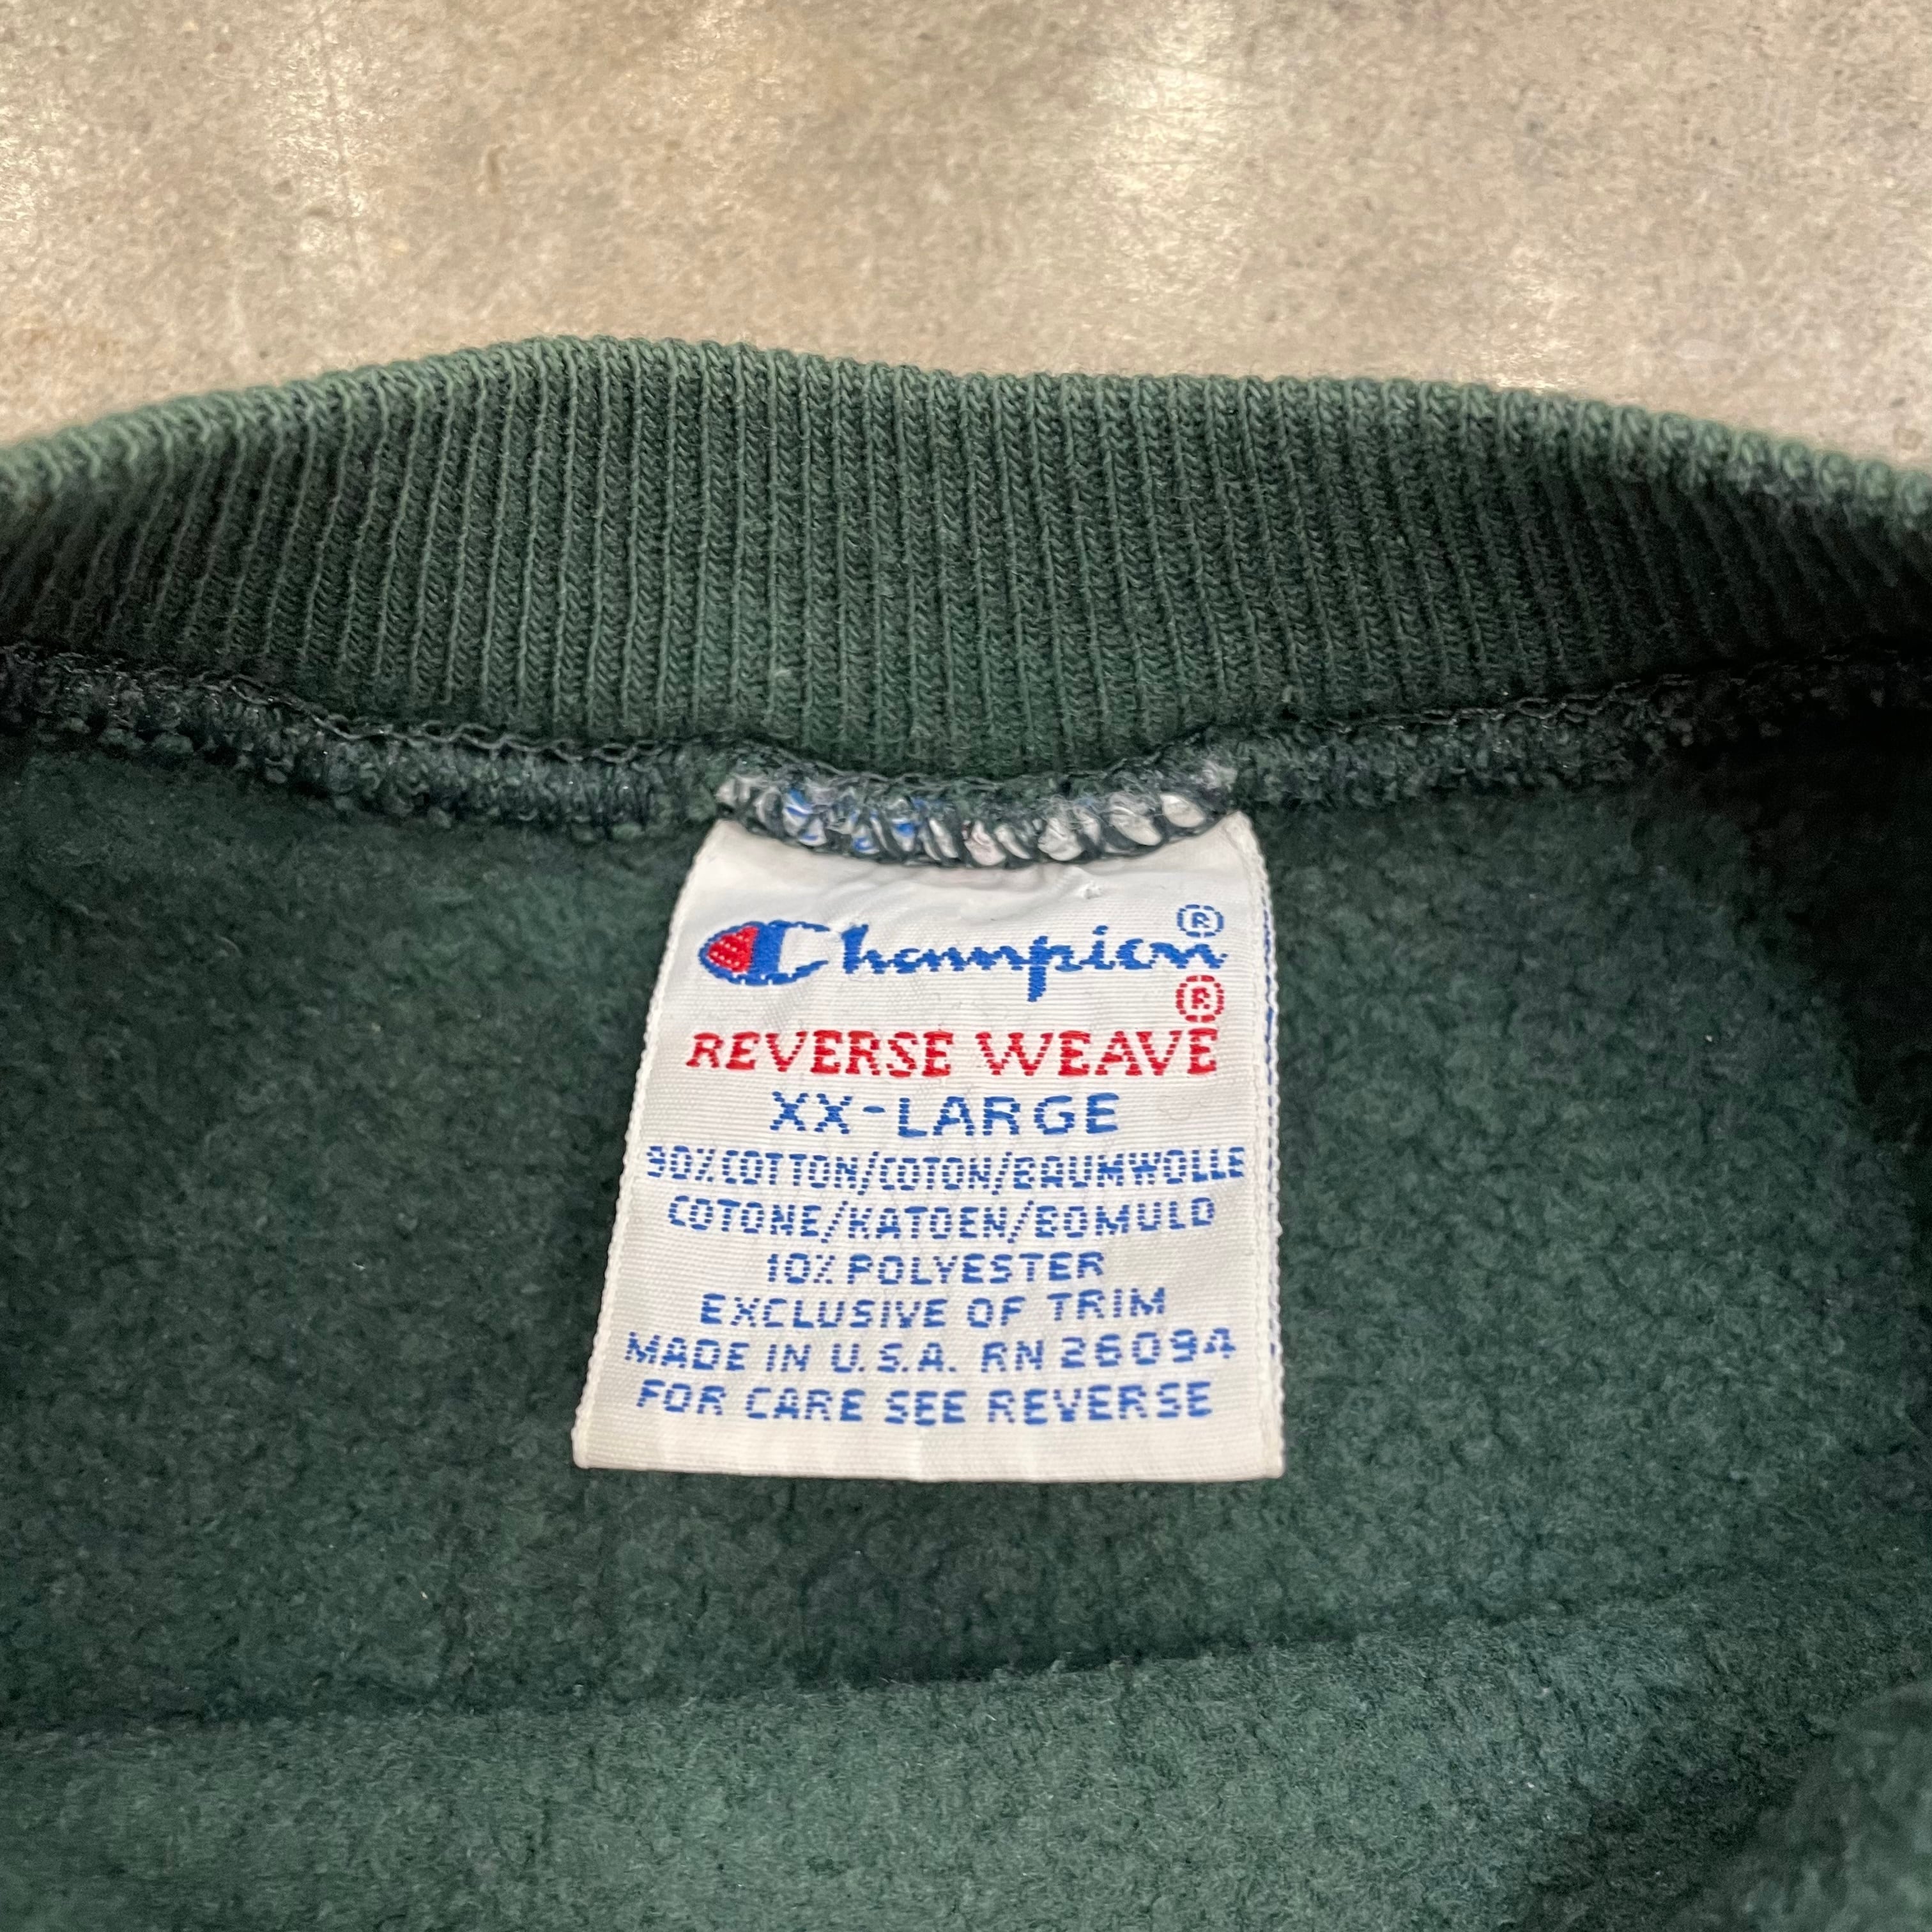 Champion®
REVERSE WEAVE®
XX-LARGE
90% COTTON/COTON/BAUMWOLLE
COTONE/KATOEN/BOMULD
10% POLYESTER
EXCLUSIVE OF TRIM
MADE IN U.S.A. RN 26094
FOR CARE SEE REVERSE